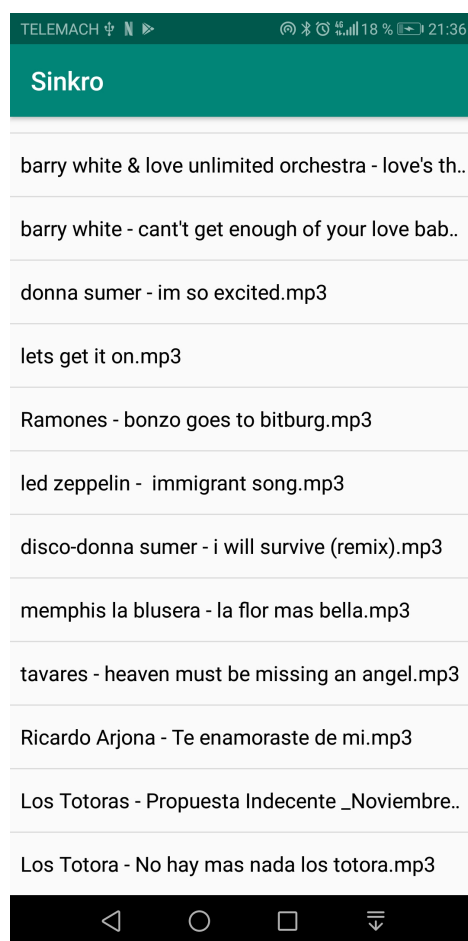 TELEMACH 4G 18 % 21:36
Sinkro
barry white & love unlimited orchestra - love's th..
barry white - cant't get enough of your love bab..
donna sumer - im so excited.mp3
lets get it on.mp3
Ramones - bonzo goes to bitburg.mp3
led zeppelin -  immigrant song.mp3
disco-donna sumer - i will survive (remix).mp3
memphis la blusera - la flor mas bella.mp3
tavares - heaven must be missing an angel.mp3
Ricardo Arjona - Te enamoraste de mi.mp3
Los Totoras - Propuesta Indecente _Noviembre..
Los Totora - No hay mas nada los totora.mp3